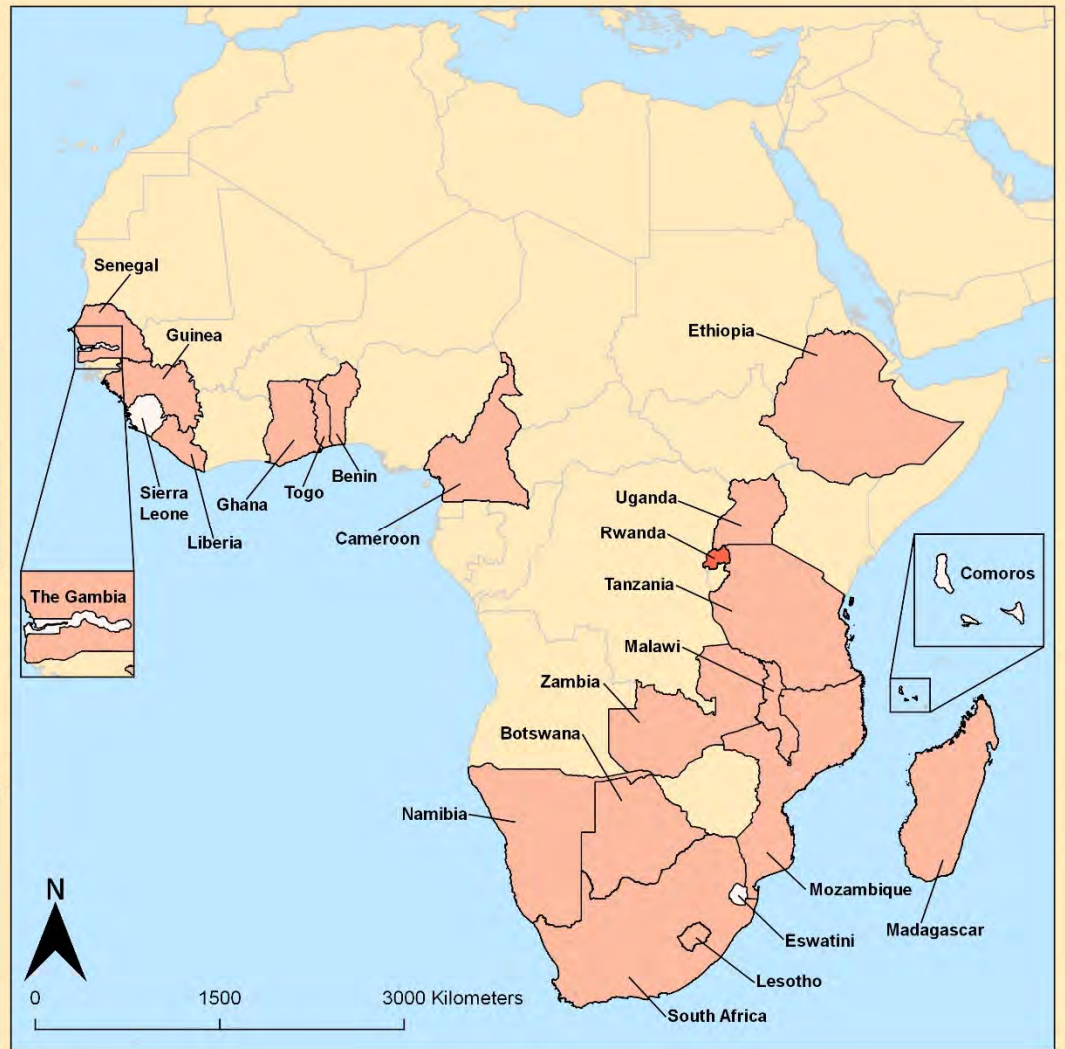 Senegal
Guinea
Ethiopia
Sierra
Leone
Liberia
Ghana
Togo
Benin
Cameroon
Uganda
Rwanda
Tanzania
The Gambia
Comoros
Malawi
Zambia
Botswana
Namibia
Mozambique
Madagascar
Eswatini
Lesotho
South Africa
N
0 1500 3000 Kilometers